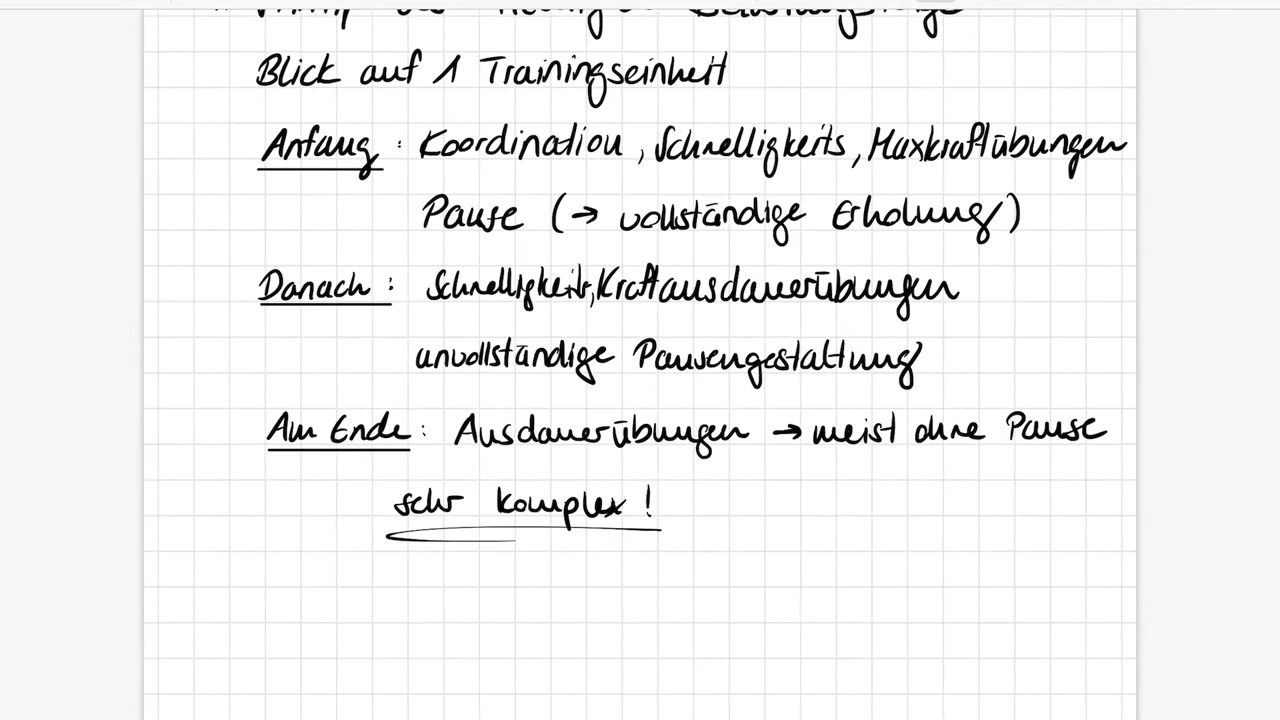 Blick auf 1 Trainingseinheit
Anfang : Koordination, Schnelligkeits, Maxkraftübungen
Pause (→ vollständige Erholung)
Danach : Schnelligkeits, Kraftausdauerübungen
unvollständige Pausengestaltung
Am Ende : Ausdauerübungen → meist ohne Pause
sehr komplex !